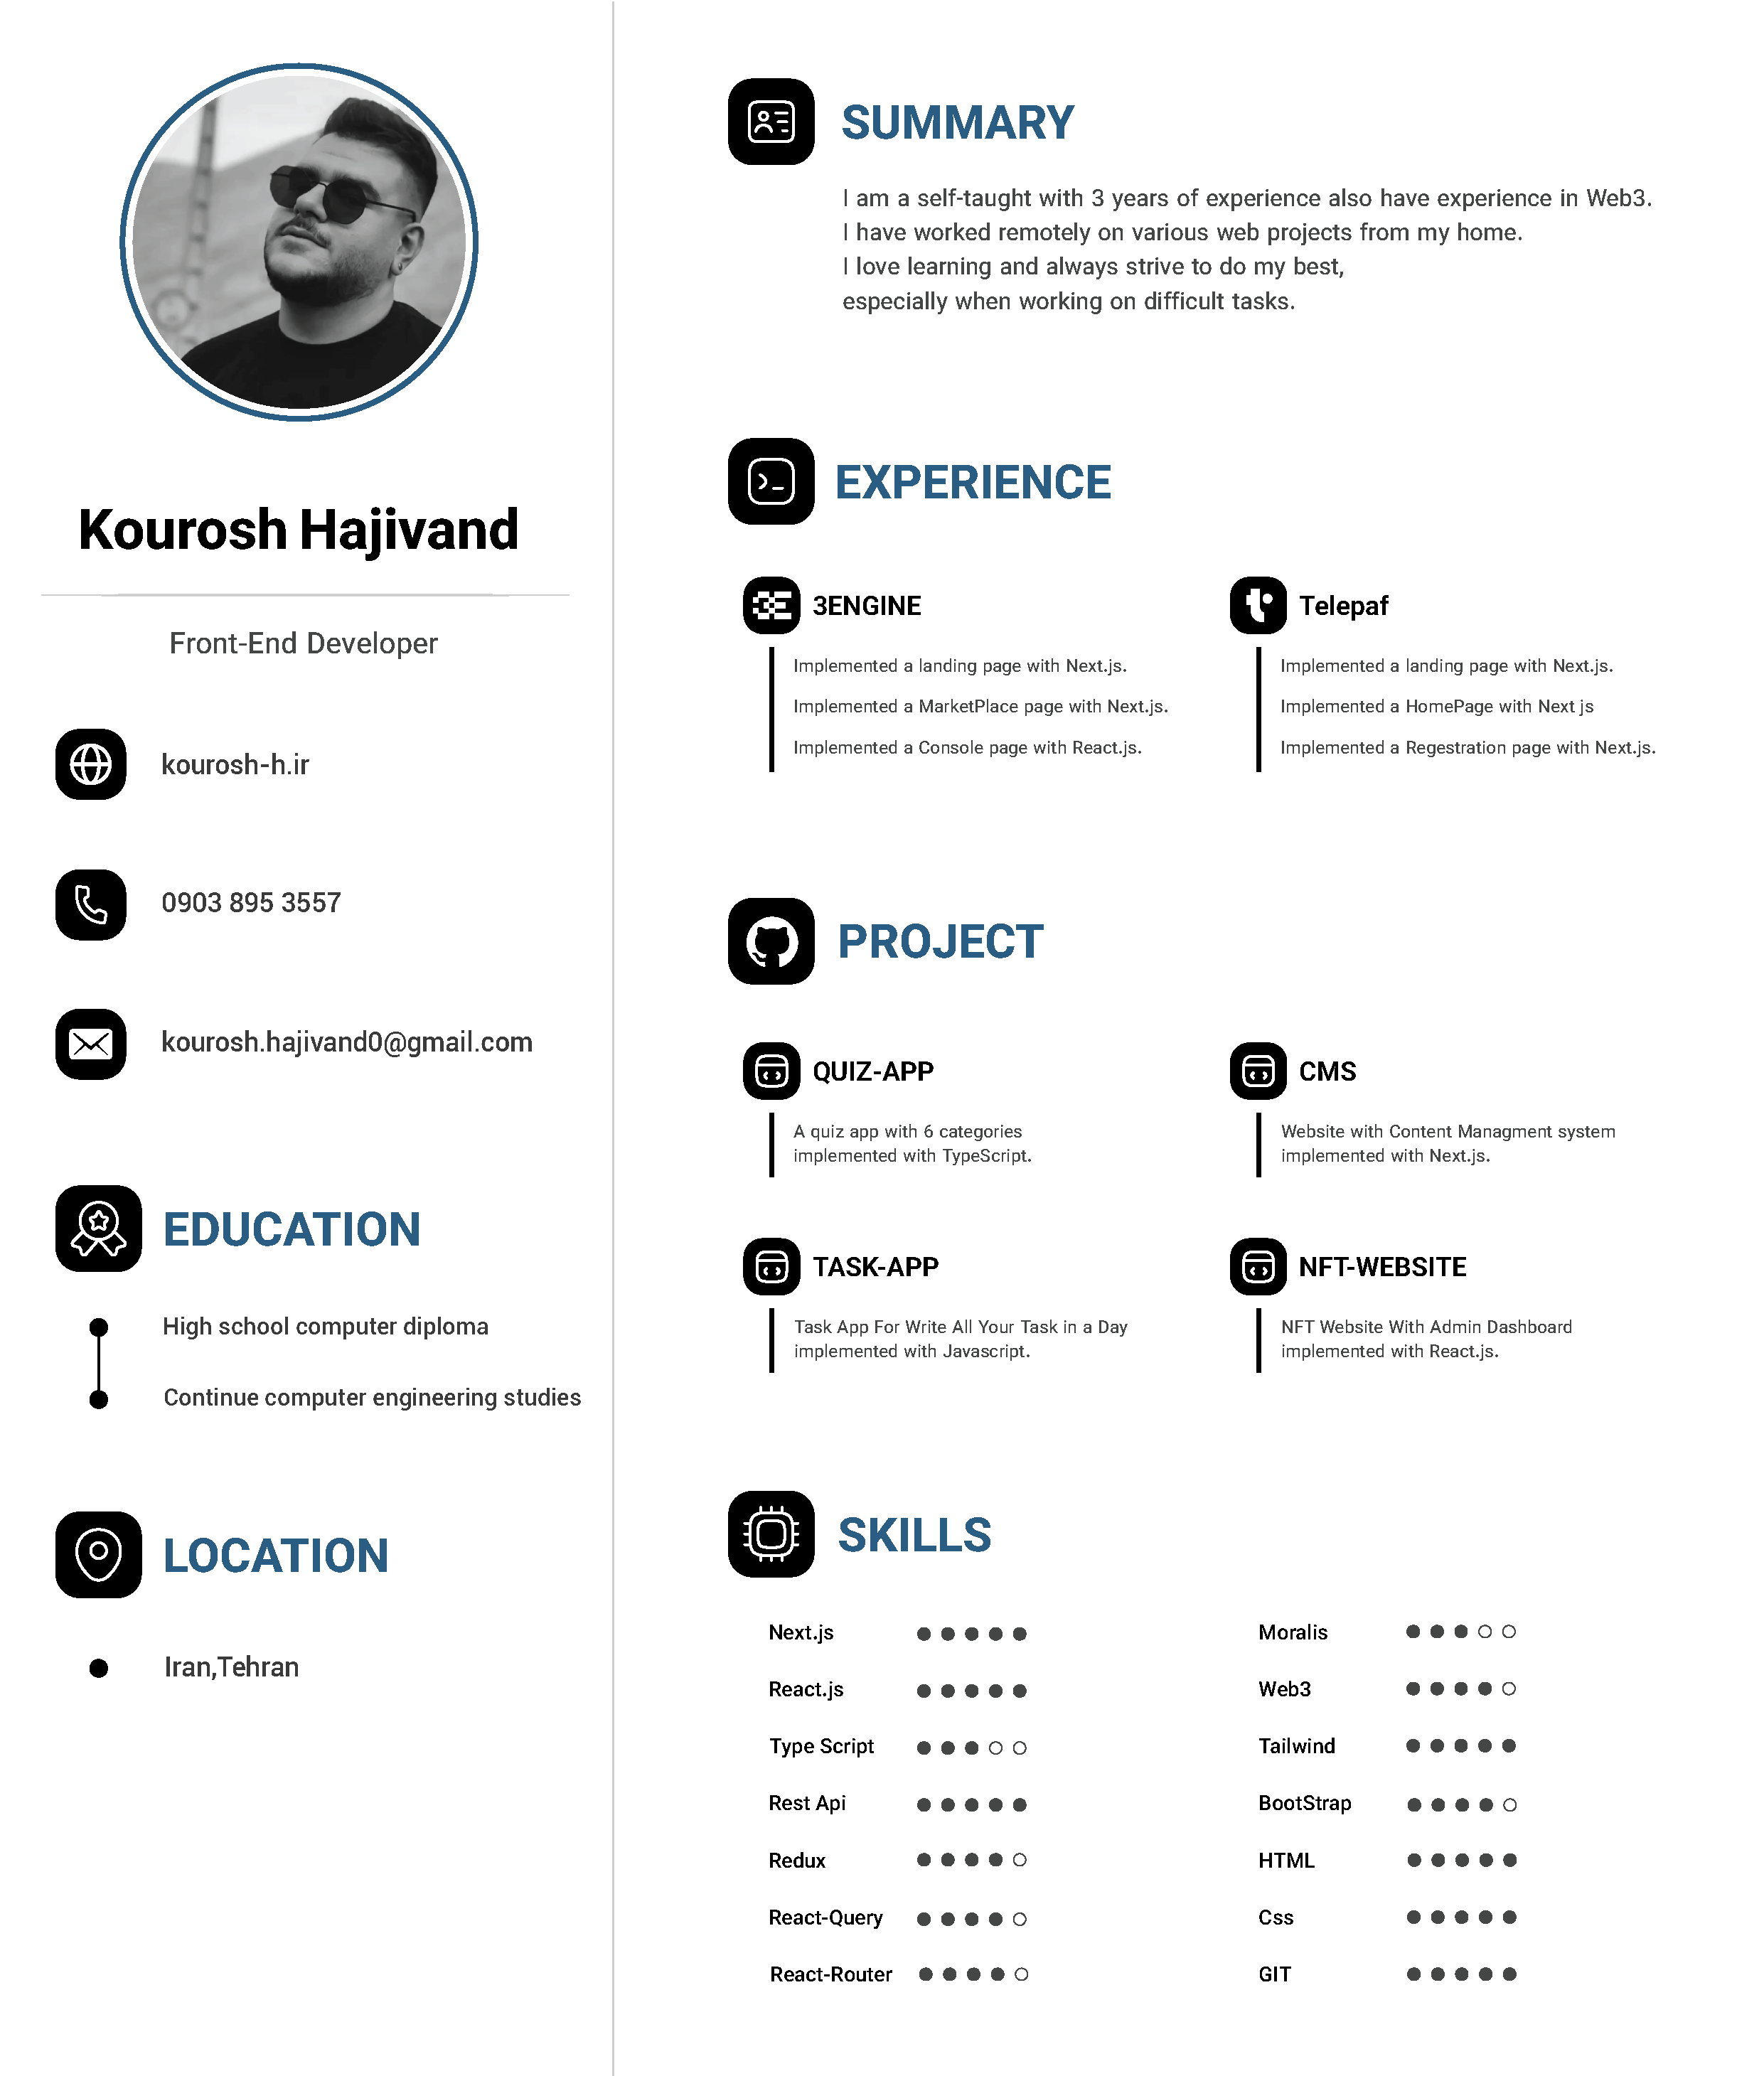 Kourosh Hajivand
Front-End Developer
kourosh-h.ir
0903 895 3557
kourosh.hajivand0@gmail.com
EDUCATION
High school computer diploma
Continue computer engineering studies
LOCATION
Iran,Tehran
SUMMARY
I am a self-taught with 3 years of experience also have experience in Web3.
I have worked remotely on various web projects from my home.
I love learning and always strive to do my best,
especially when working on difficult tasks.
EXPERIENCE
3E 3ENGINE
Implemented a landing page with Next.js.
Implemented a MarketPlace page with Next.js.
Implemented a Console page with React.js.
t Telepaf
Implemented a landing page with Next.js.
Implemented a HomePage with Next js
Implemented a Regestration page with Next.js.
PROJECT
QUIZ-APP
A quiz app with 6 categories
implemented with TypeScript.
CMS
Website with Content Managment system
implemented with Next.js.
TASK-APP
Task App For Write All Your Task in a Day
implemented with Javascript.
NFT-WEBSITE
NFT Website With Admin Dashboard
implemented with React.js.
SKILLS
Next.js
React.js
Type Script
Rest Api
Redux
React-Query
React-Router
Moralis
Web3
Tailwind
BootStrap
HTML
Css
GIT